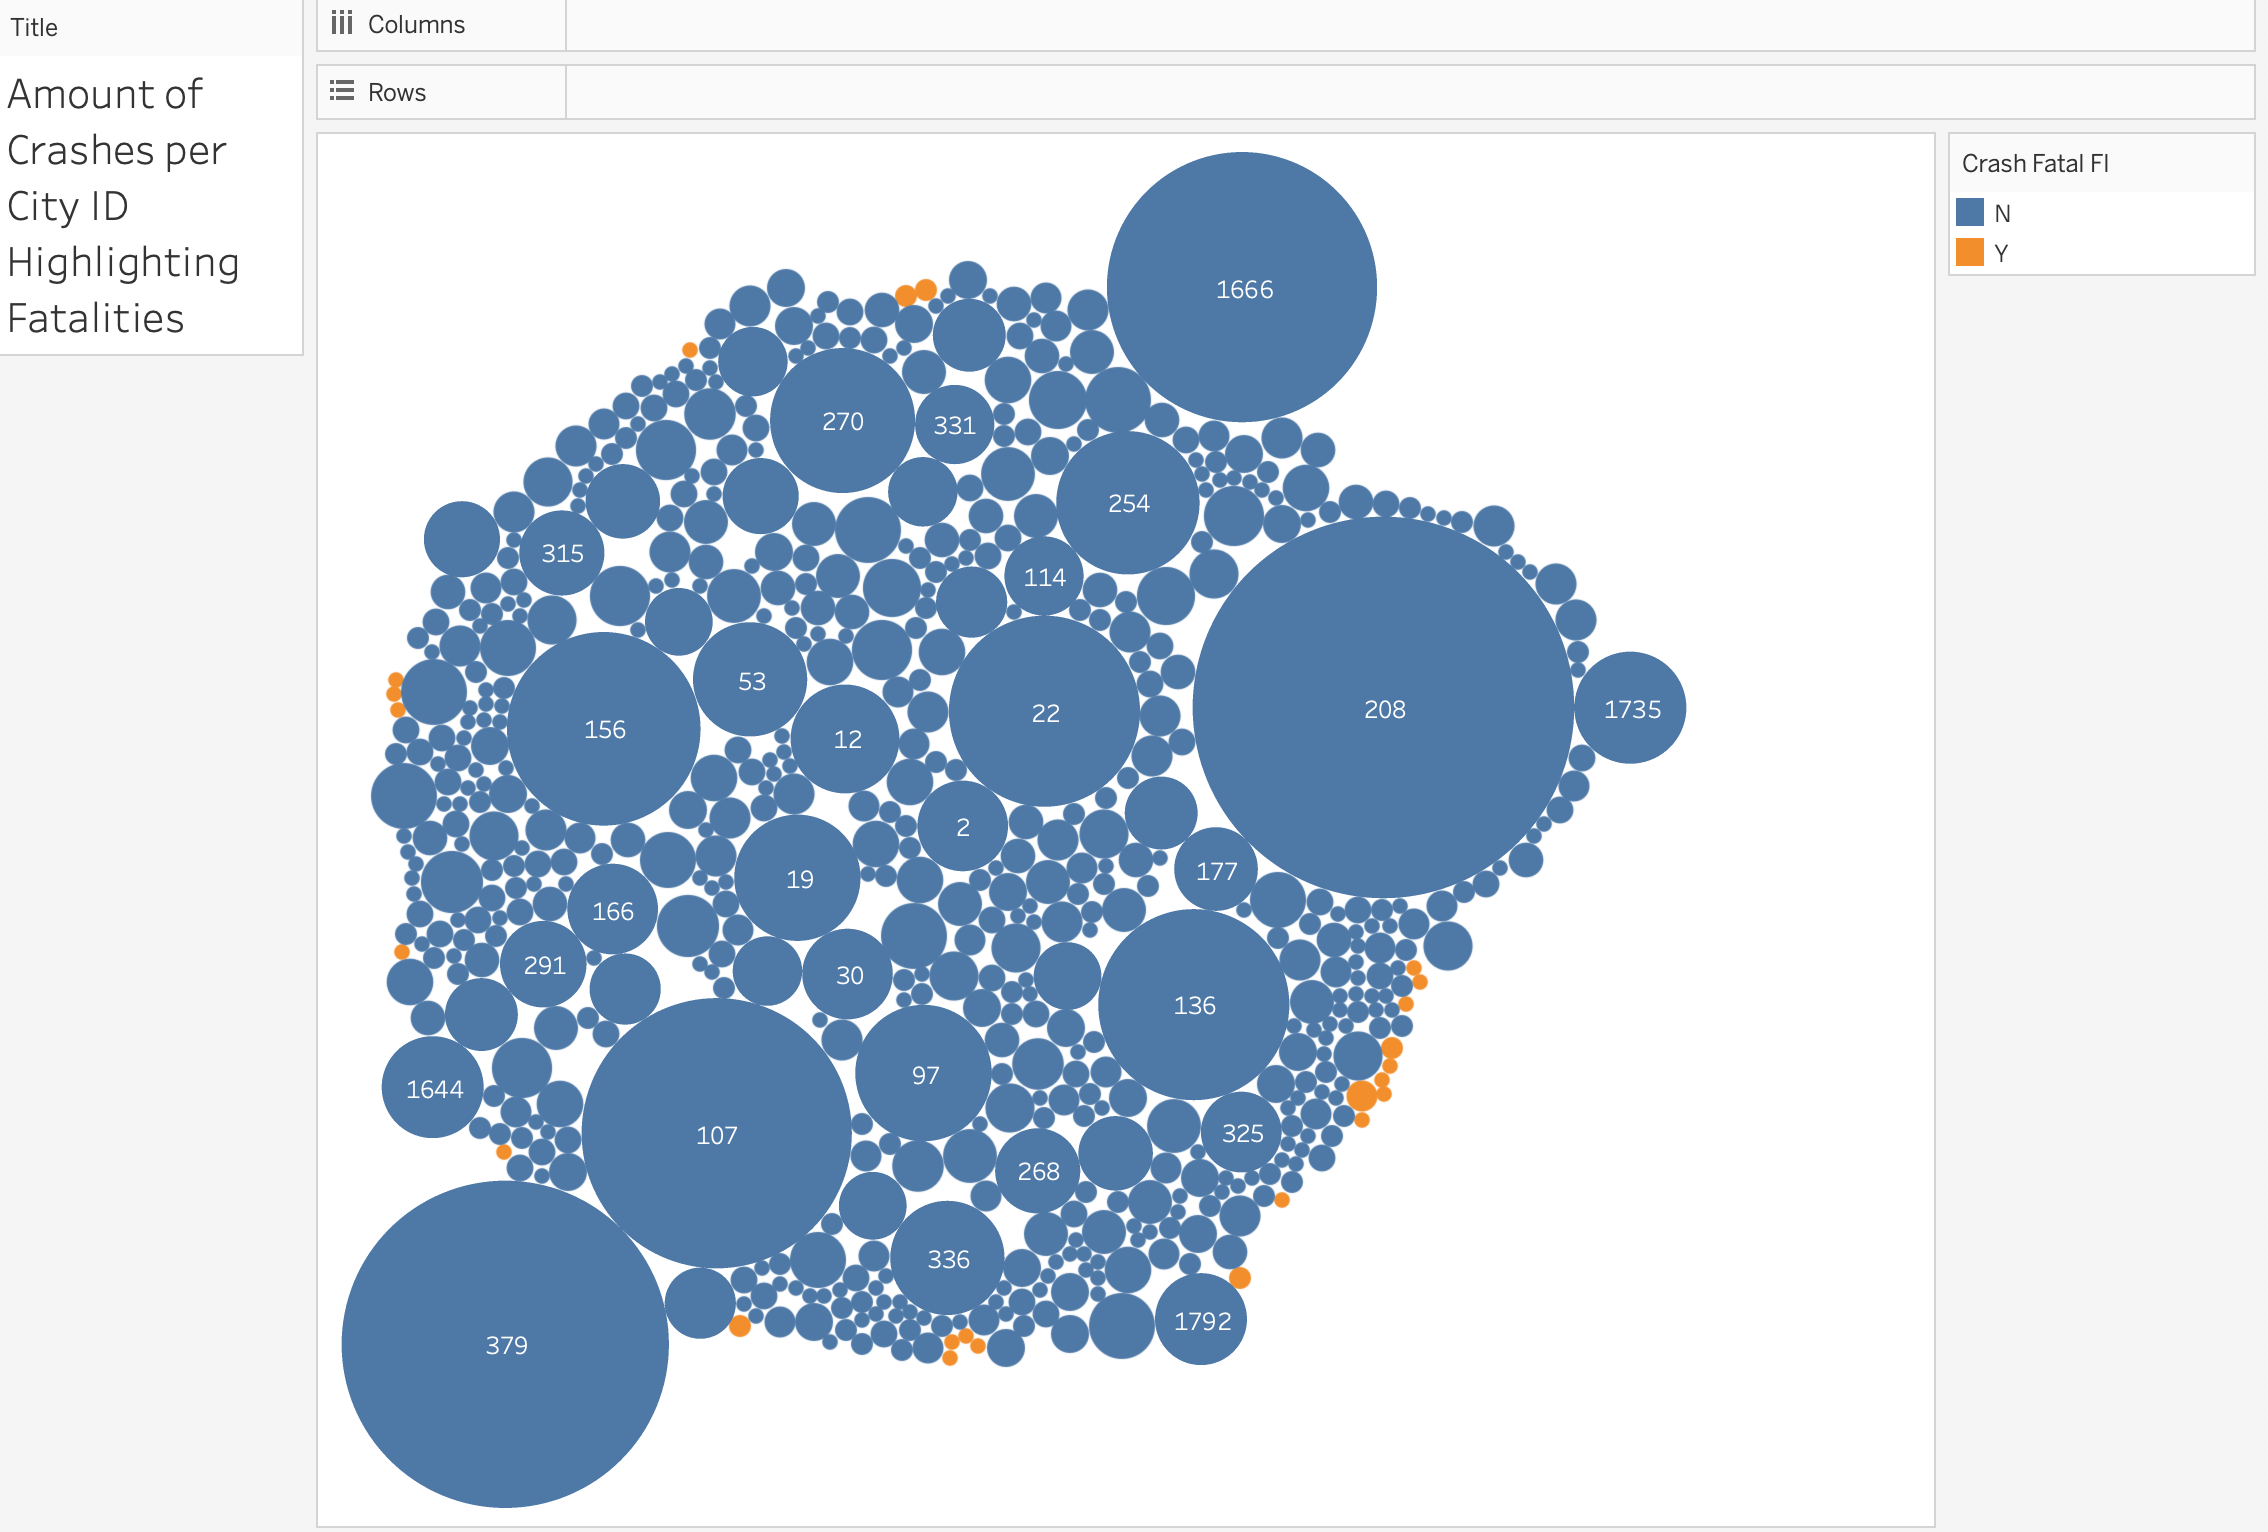 Title
Amount of
Crashes per
City ID
Highlighting
Fatalities
Columns
Rows
Crash Fatal Fl
N
Y
1666
270
331
254
315
114
53
156
12
22
208
1735
2
177
19
166
291
30
136
1644
97
107
325
268
336
1792
379